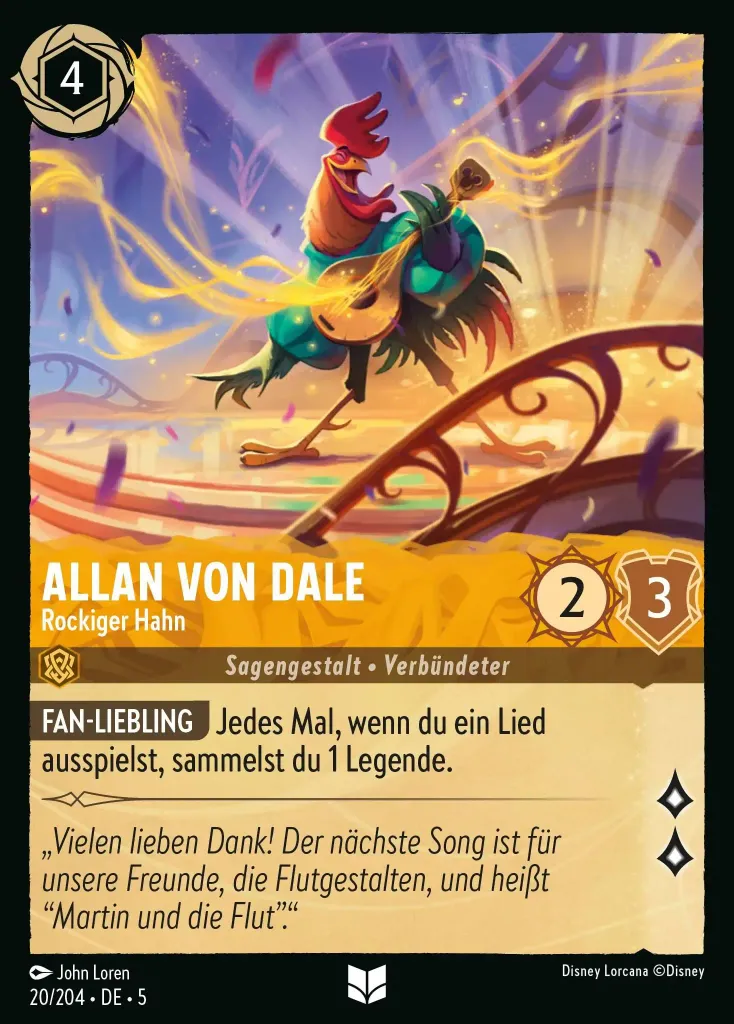 4
ALLAN VON DALE
Rockiger Hahn
2
3
Sagengestalt • Verbündeter
FAN-LIEBLING Jedes Mal, wenn du ein Lied
ausspielst, sammelst du 1 Legende.
„Vielen lieben Dank! Der nächste Song ist für
unsere Freunde, die Flutgestalten, und heißt
“Martin und die Flut”.“
John Loren
Disney Lorcana ©Disney
20/204 • DE • 5